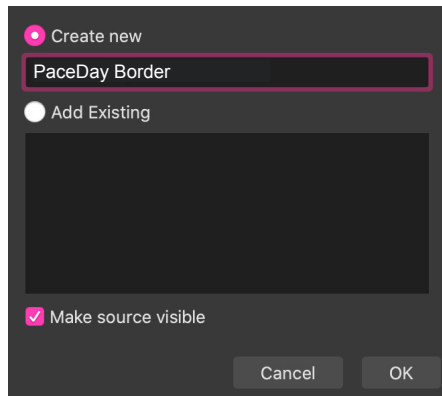 Create new
PaceDay Border
Add Existing
Make source visible
Cancel OK